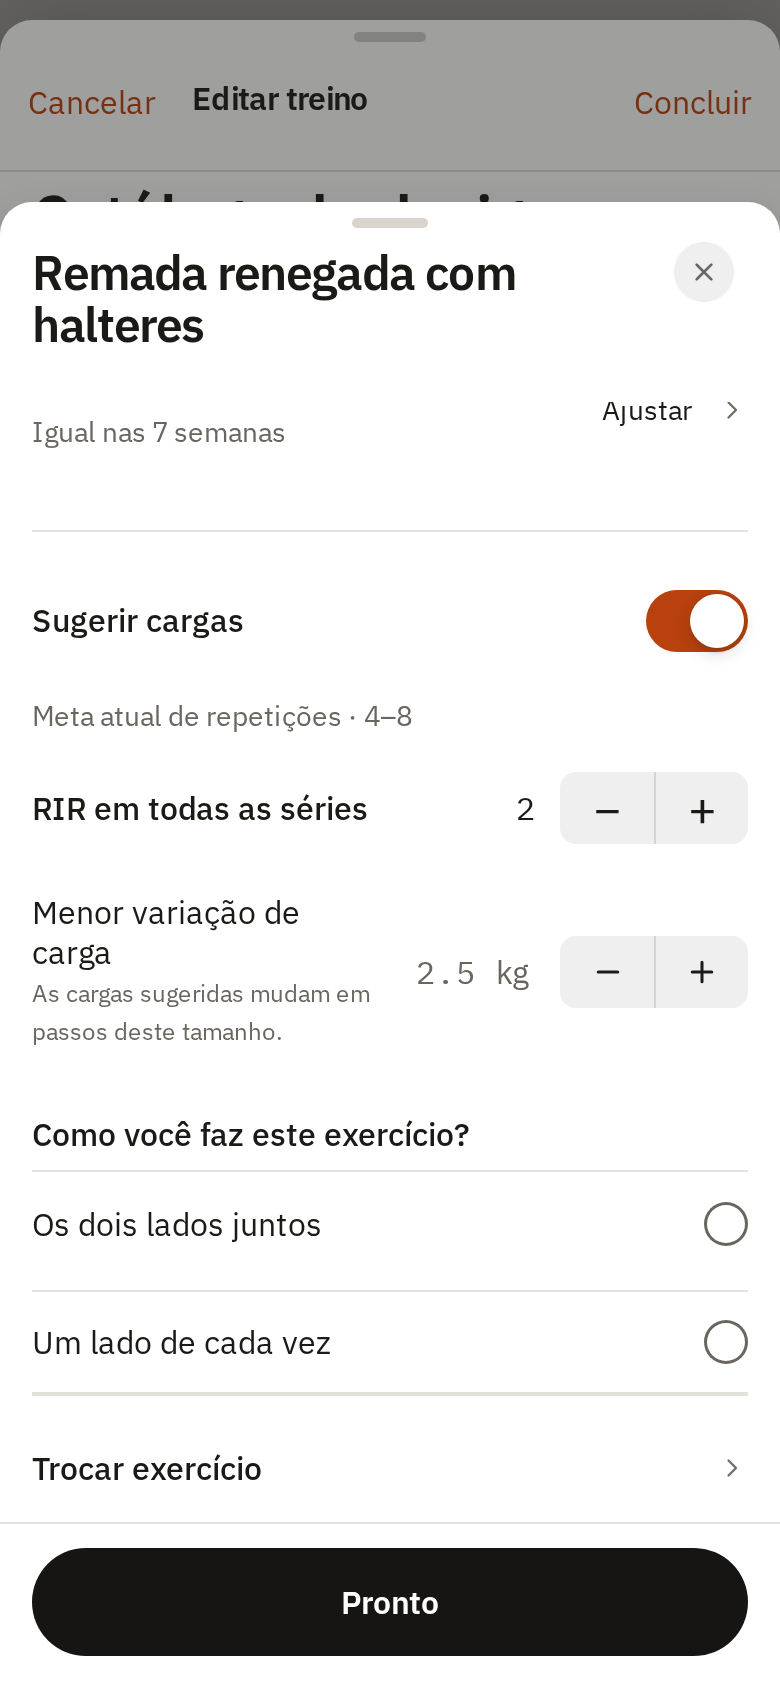 Cancelar
Editar treino
Concluir
Remada renegada com
halteres
Ajustar
Igual nas 7 semanas
Sugerir cargas
Meta atual de repetições · 4–8
RIR em todas as séries
2
Menor variação de
carga
As cargas sugeridas mudam em
passos deste tamanho.
2.5 kg
Como você faz este exercício?
Os dois lados juntos
Um lado de cada vez
Trocar exercício
Pronto